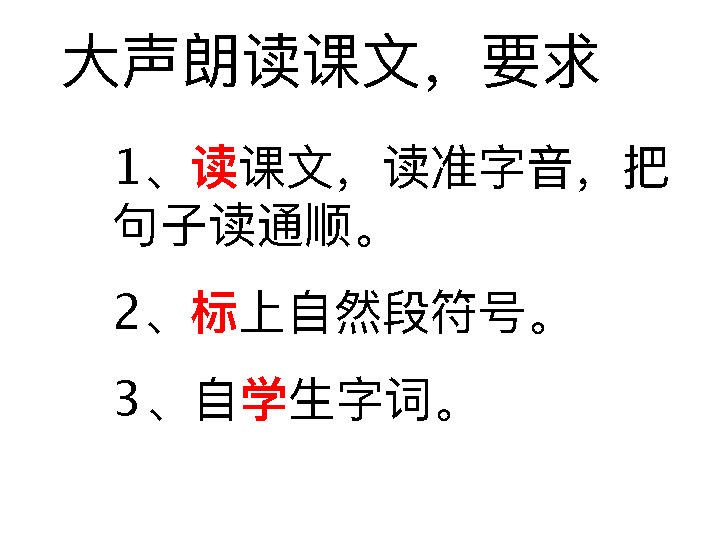 大声朗读课文，要求
1、读课文，读准字音，把
句子读通顺。
2、标上自然段符号。
3、自学生字词。